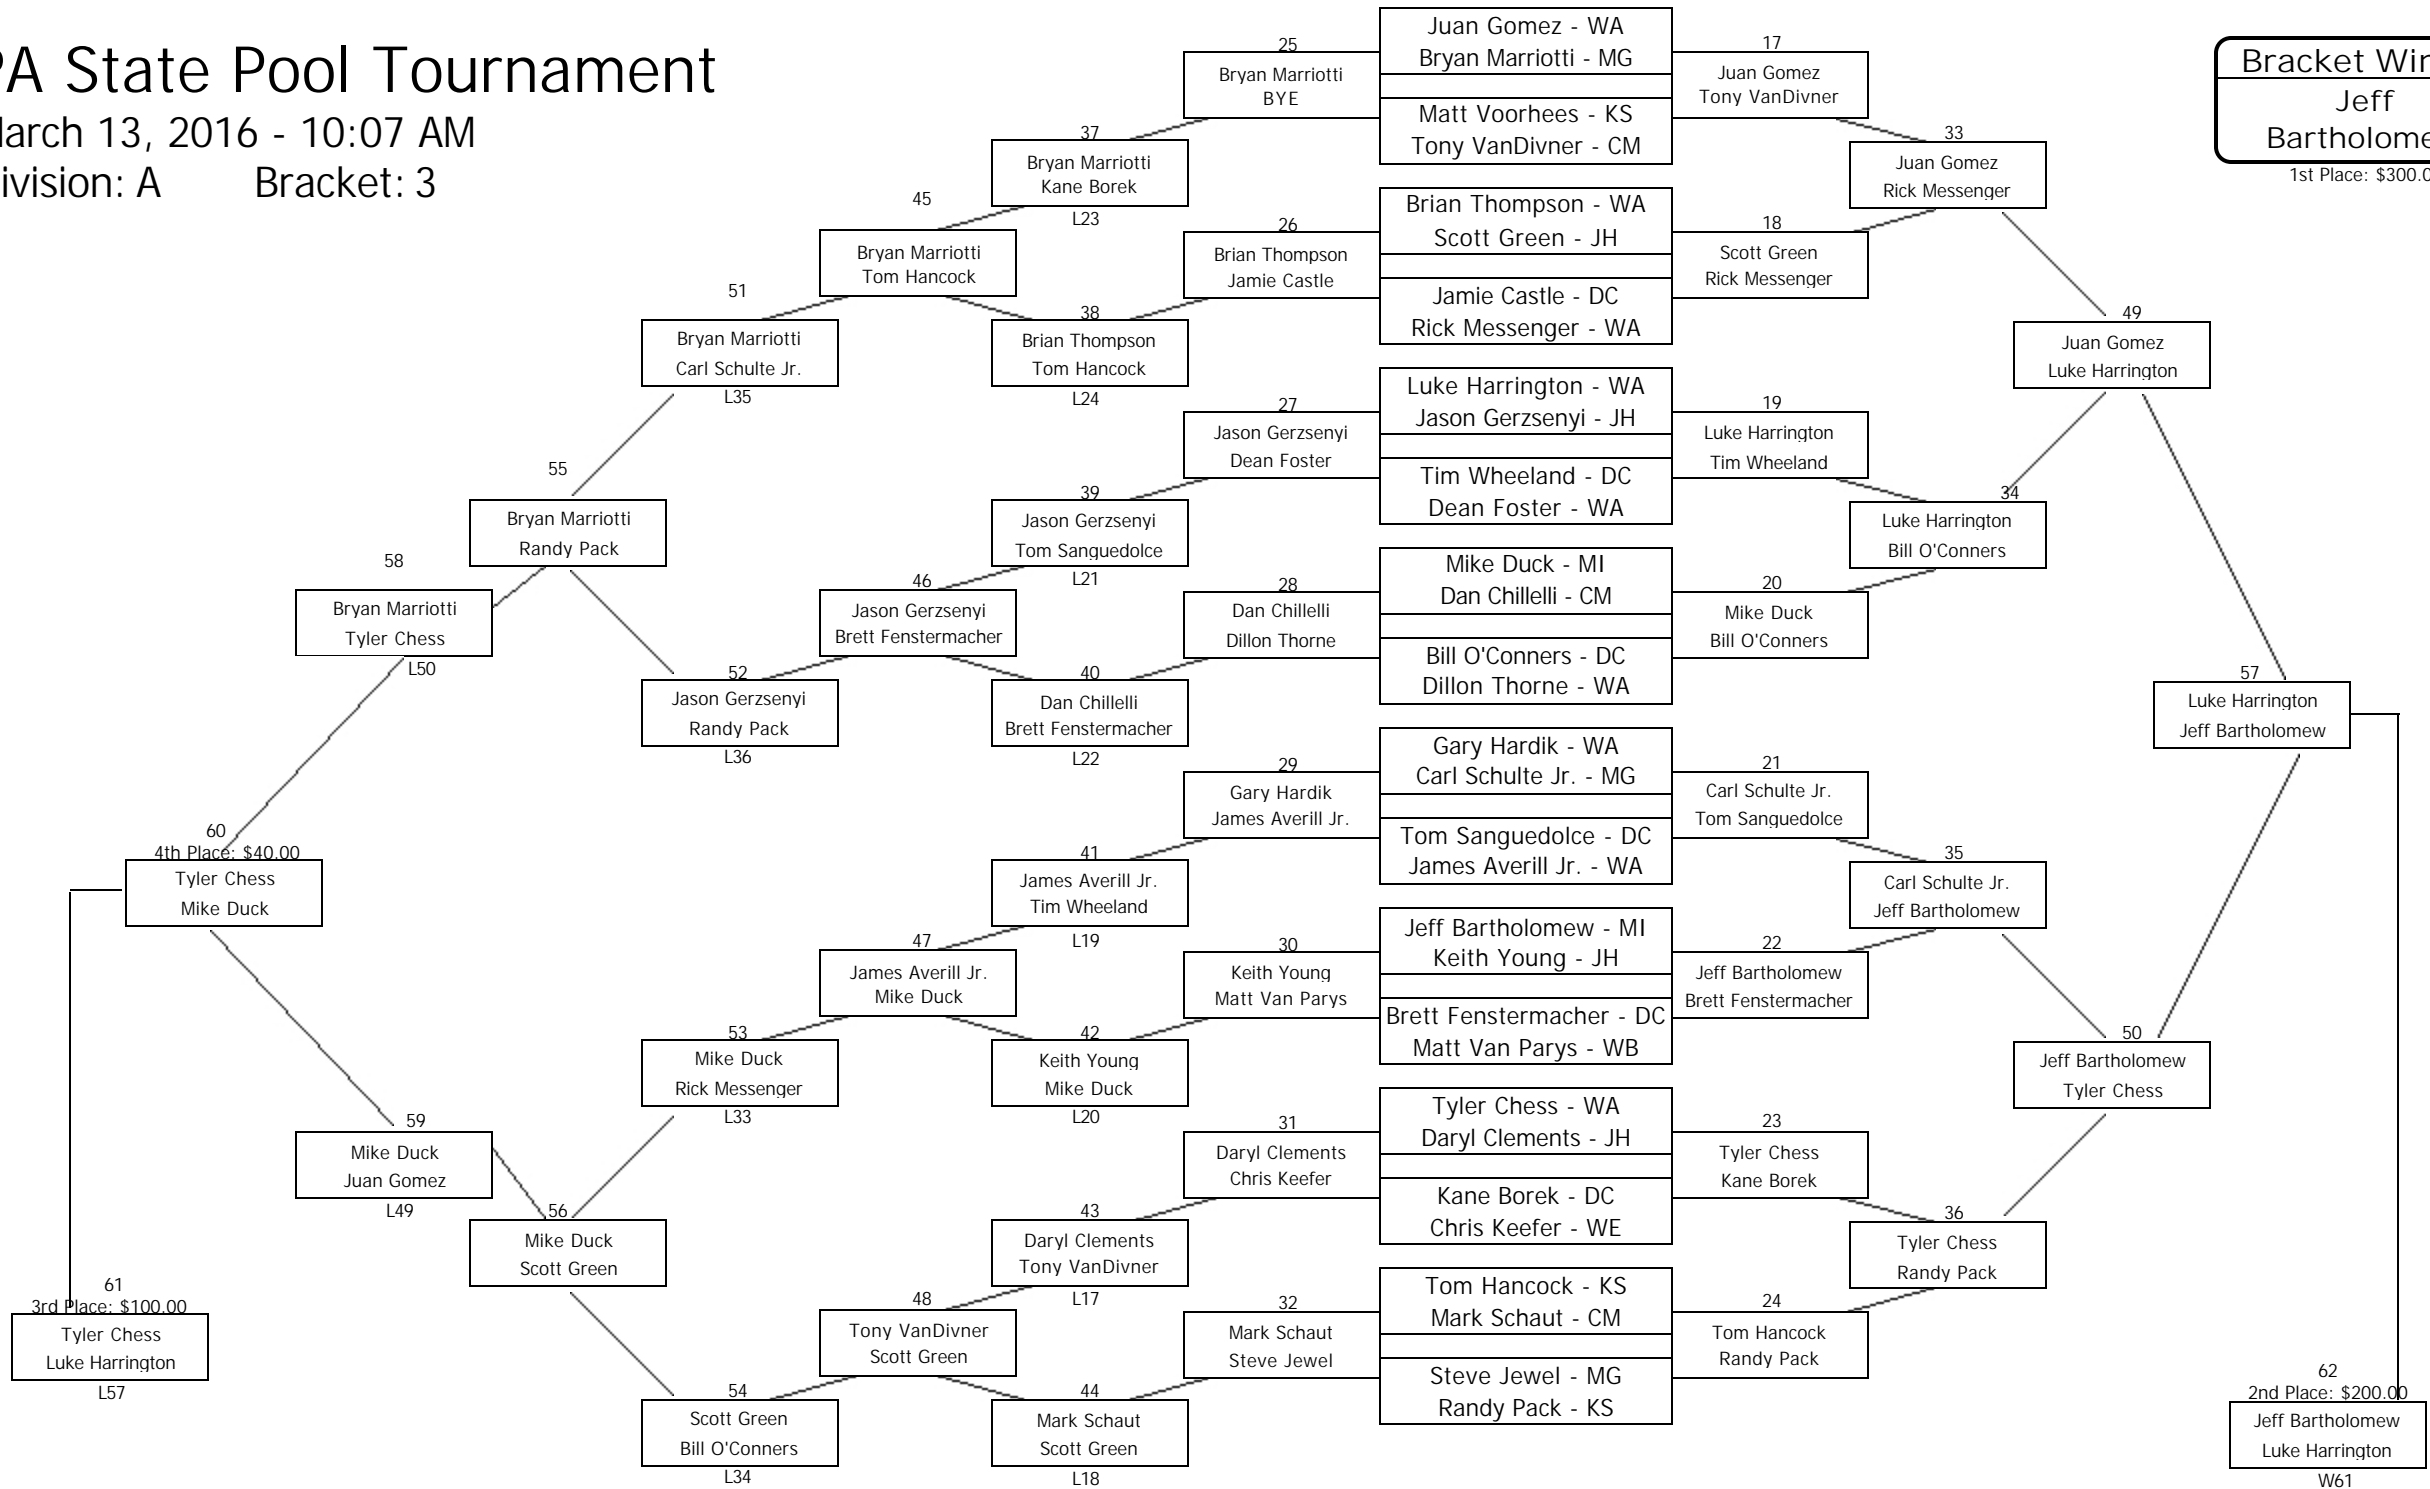 PA State Pool Tournament
March 13, 2016 - 10:07 AM
ivision: A Bracket: 3
Bracket Win
Jeff
Bartholome
1st Place: $300.0
Juan Gomez - WA
Bryan Marriotti - MG
Matt Voorhees - KS
Tony VanDivner - CM
Brian Thompson - WA
Scott Green - JH
Jamie Castle - DC
Rick Messenger - WA
Luke Harrington - WA
Jason Gerzsenyi - JH
Tim Wheeland - DC
Dean Foster - WA
Mike Duck - MI
Dan Chillelli - CM
Bill O'Conners - DC
Dillon Thorne - WA
Gary Hardik - WA
Carl Schulte Jr. - MG
Tom Sanguedolce - DC
James Averill Jr. - WA
Jeff Bartholomew - MI
Keith Young - JH
Brett Fenstermacher - DC
Matt Van Parys - WB
Tyler Chess - WA
Daryl Clements - JH
Kane Borek - DC
Chris Keefer - WE
Tom Hancock - KS
Mark Schaut - CM
Steve Jewel - MG
Randy Pack - KS
17
Juan Gomez
Tony VanDivner
18
Scott Green
Rick Messenger
19
Luke Harrington
Tim Wheeland
20
Mike Duck
Bill O'Conners
21
Carl Schulte Jr.
Tom Sanguedolce
22
Jeff Bartholomew
Brett Fenstermacher
23
Tyler Chess
Kane Borek
24
Tom Hancock
Randy Pack
25
Bryan Marriotti
BYE
26
Brian Thompson
Jamie Castle
27
Jason Gerzsenyi
Dean Foster
28
Dan Chillelli
Dillon Thorne
29
Gary Hardik
James Averill Jr.
30
Keith Young
Matt Van Parys
31
Daryl Clements
Chris Keefer
32
Mark Schaut
Steve Jewel
33
Juan Gomez
Rick Messenger
34
Luke Harrington
Bill O'Conners
35
Carl Schulte Jr.
Jeff Bartholomew
36
Tyler Chess
Randy Pack
37
Bryan Marriotti
Kane Borek
L23
38
Brian Thompson
Tom Hancock
L24
39
Jason Gerzsenyi
Tom Sanguedolce
L21
40
Dan Chillelli
Brett Fenstermacher
L22
41
James Averill Jr.
Tim Wheeland
L19
42
Keith Young
Mike Duck
L20
43
Daryl Clements
Tony VanDivner
L17
44
Mark Schaut
Scott Green
L18
45
Bryan Marriotti
Tom Hancock
46
Jason Gerzsenyi
Brett Fenstermacher
47
James Averill Jr.
Mike Duck
48
Tony VanDivner
Scott Green
49
Juan Gomez
Luke Harrington
50
Jeff Bartholomew
Tyler Chess
51
Bryan Marriotti
Carl Schulte Jr.
L35
52
Jason Gerzsenyi
Randy Pack
L36
53
Mike Duck
Rick Messenger
L33
54
Scott Green
Bill O'Conners
L34
55
Bryan Marriotti
Randy Pack
56
Mike Duck
Scott Green
57
Luke Harrington
Jeff Bartholomew
58
Bryan Marriotti
Tyler Chess
L50
59
Mike Duck
Juan Gomez
L49
60
4th Place: $40.00
Tyler Chess
Mike Duck
61
3rd Place: $100.00
Tyler Chess
Luke Harrington
L57
62
2nd Place: $200.00
Jeff Bartholomew
Luke Harrington
W61